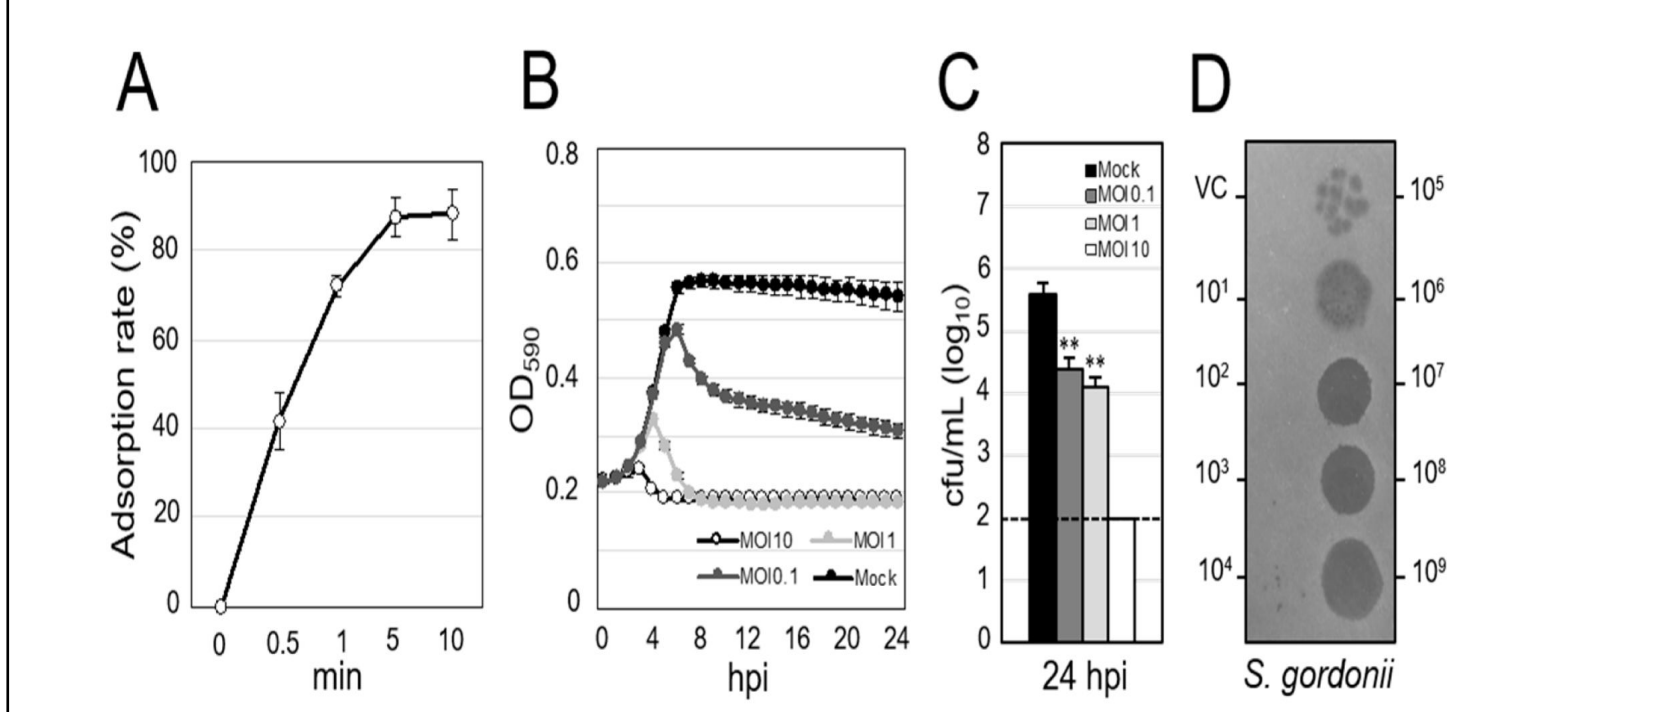 A
Adsorption rate (%)
100
80
60
40
20
0
0 0.5 1 5 10
min
B
OD590
0.8
0.6
0.4
0.2
0
MOI10 MOI1
MOI0.1 Mock
0 4 8 12 16 20 24
hpi
C
cfu/mL (log10)
8
7
6
5
4
3
2
1
0
Mock
MOI0.1
MOI1
MOI10
**
**
24 hpi
D
VC 10⁵
10¹ 10⁶
10² 10⁷
10³ 10⁸
10⁴ 10⁹
S. gordonii